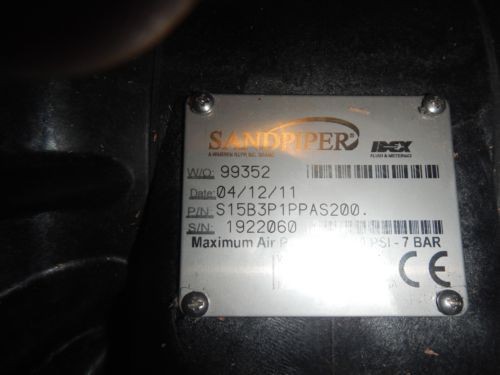 SANDPIPER®
A WARREN RUPP, INC. BRAND
IDEX
FLUID & METERING
W/O: 99352
Date: 04/12/11
P/N: S15B3P1PPAS200.
S/N: 1922060
Maximum Air PSI - 7 BAR
CE